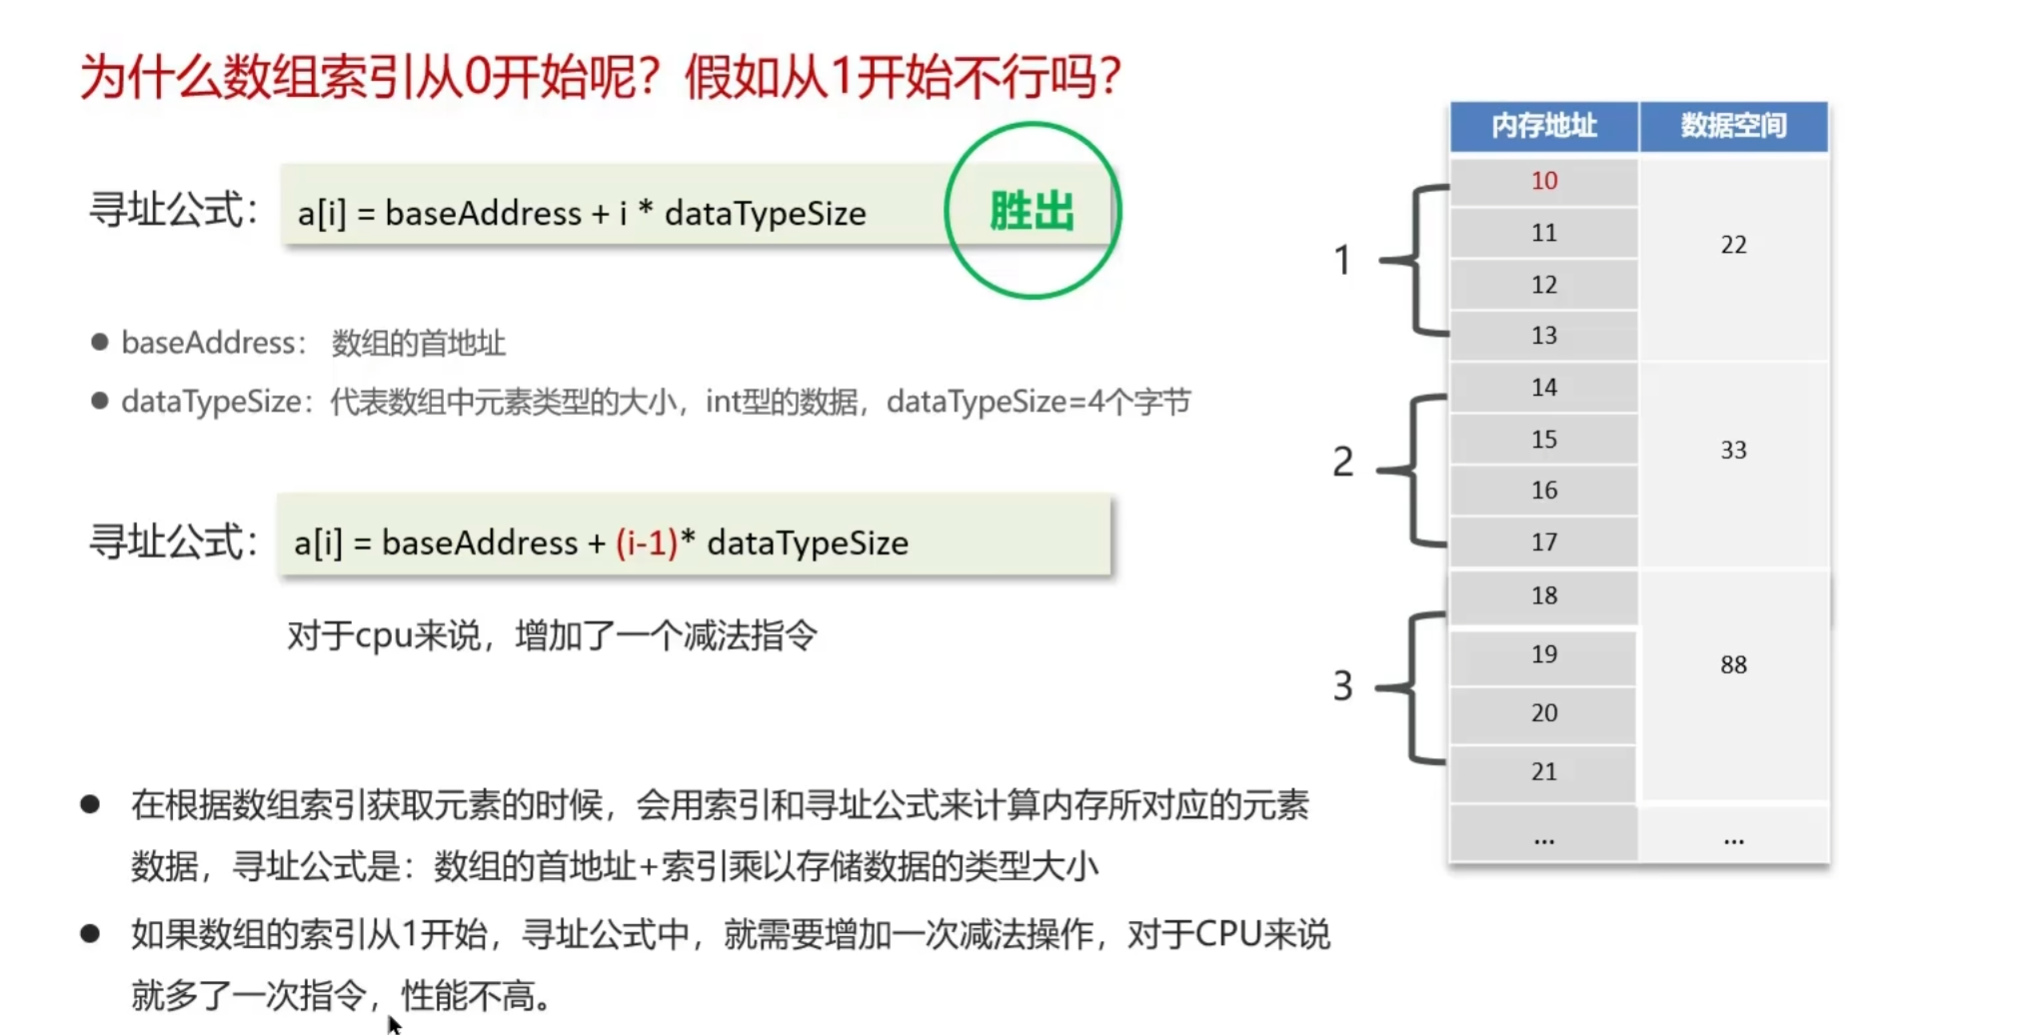 为什么数组索引从0开始呢？假如从1开始不行吗？
寻址公式： a[i] = baseAddress + i * dataTypeSize 胜出
baseAddress： 数组的首地址
dataTypeSize：代表数组中元素类型的大小，int型的数据，dataTypeSize=4个字节
寻址公式： a[i] = baseAddress + (i-1)* dataTypeSize
对于cpu来说，增加了一个减法指令
在根据数组索引获取元素的时候，会用索引和寻址公式来计算内存所对应的元素
数据，寻址公式是：数组的首地址+索引乘以存储数据的类型大小
如果数组的索引从1开始，寻址公式中，就需要增加一次减法操作，对于CPU来说
就多了一次指令，性能不高。
内存地址 数据空间
10
11
1 22
12
13
14
15
2 33
16
17
18
19
3 88
20
21
... ...